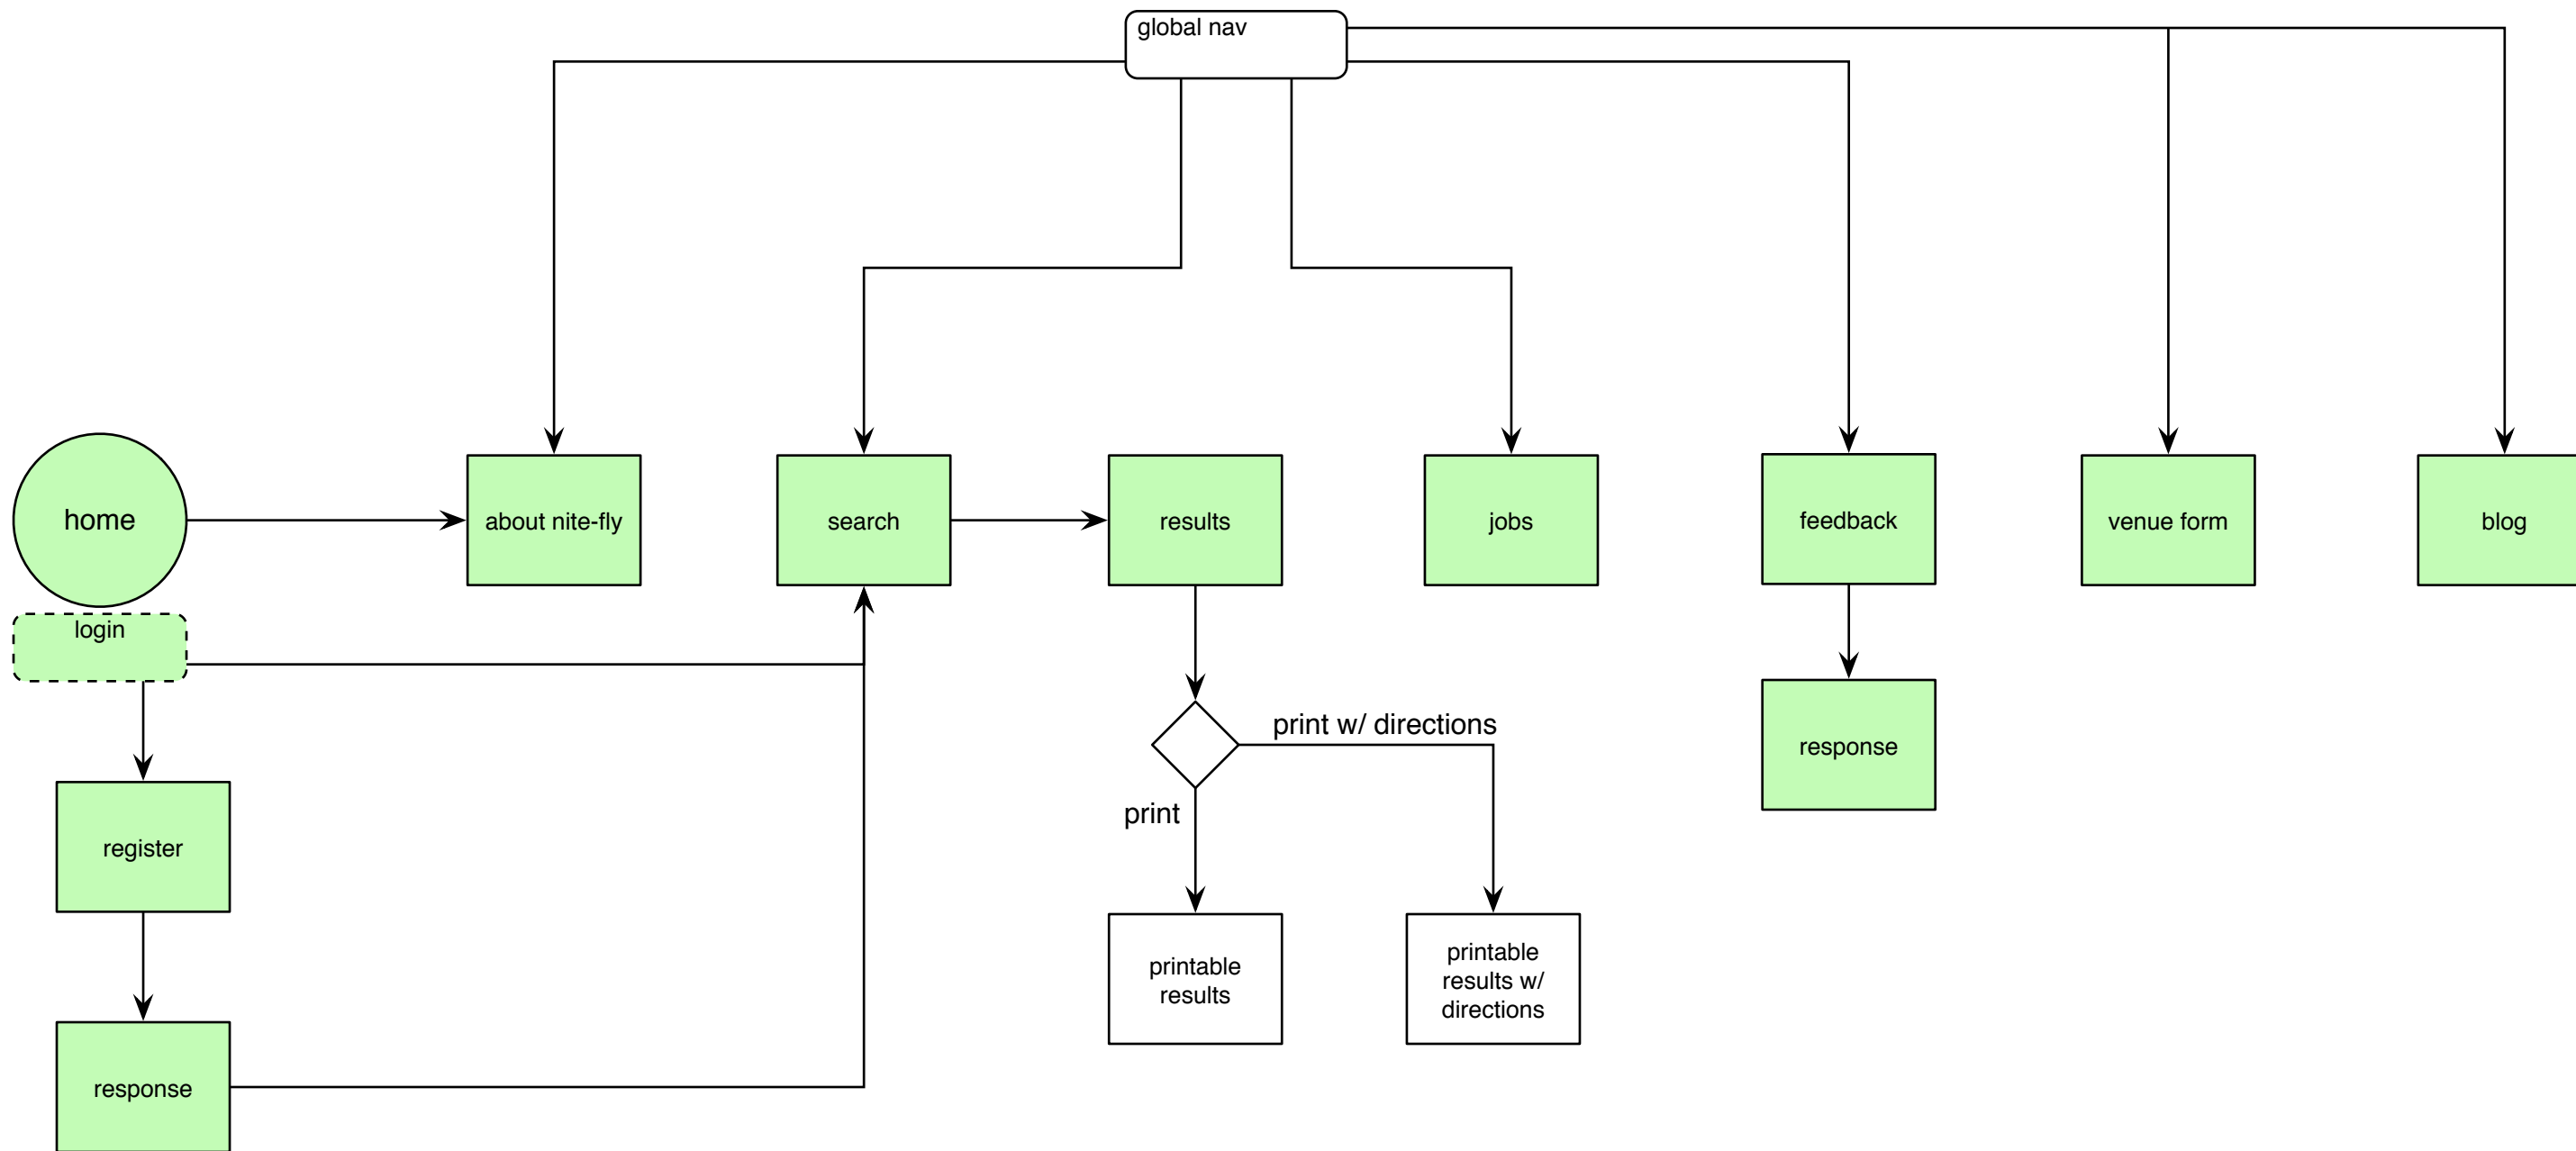 global nav
home
about nite-fly
search
results
jobs
feedback
venue form
blog
login
print w/ directions
response
print
register
printable
results
printable
results w/
directions
response